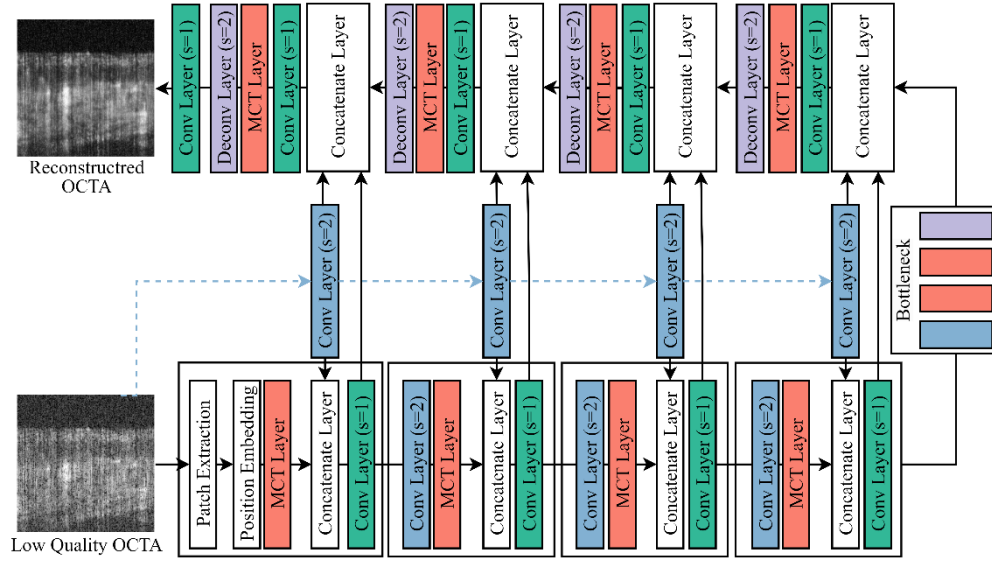 Conv Layer (s=1)
Deconv Layer (s=2)
MCT Layer
Conv Layer (s=1)
Concatenate Layer
Deconv Layer (s=2)
MCT Layer
Conv Layer (s=1)
Concatenate Layer
Deconv Layer (s=2)
MCT Layer
Conv Layer (s=1)
Concatenate Layer
Deconv Layer (s=2)
MCT Layer
Conv Layer (s=1)
Concatenate Layer
Reconstructred
OCTA
Conv Layer (s=2)
Conv Layer (s=2)
Conv Layer (s=2)
Conv Layer (s=2)
Bottleneck
Patch Extraction
Position Embedding
MCT Layer
Concatenate Layer
Conv Layer (s=1)
Conv Layer (s=2)
MCT Layer
Concatenate Layer
Conv Layer (s=1)
Conv Layer (s=2)
MCT Layer
Concatenate Layer
Conv Layer (s=1)
Conv Layer (s=2)
MCT Layer
Concatenate Layer
Conv Layer (s=1)
Low Quality OCTA